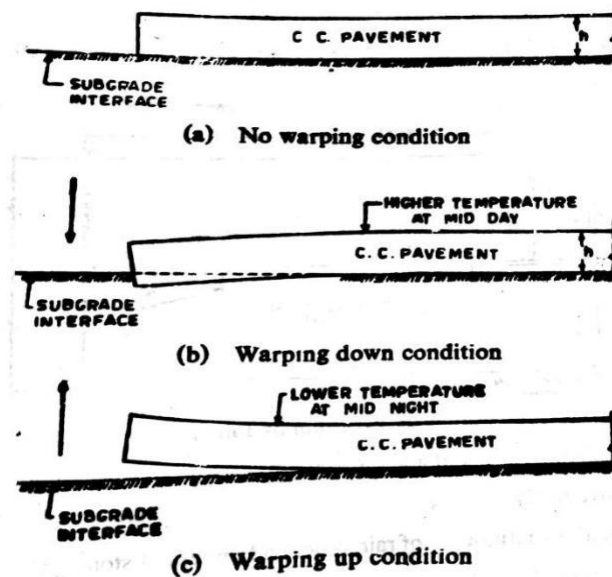 C C. PAVEMENT
h
SUBGRADE
INTERFACE
(a) No warping condition
HIGHER TEMPERATURE
AT MID DAY
C.C. PAVEMENT
h
SUBGRADE
INTERFACE
(b) Warping down condition
LOWER TEMPERATURE
AT MID NIGHT
C.C. PAVEMENT
SUBGRADE
INTERFACE
(c) Warping up condition